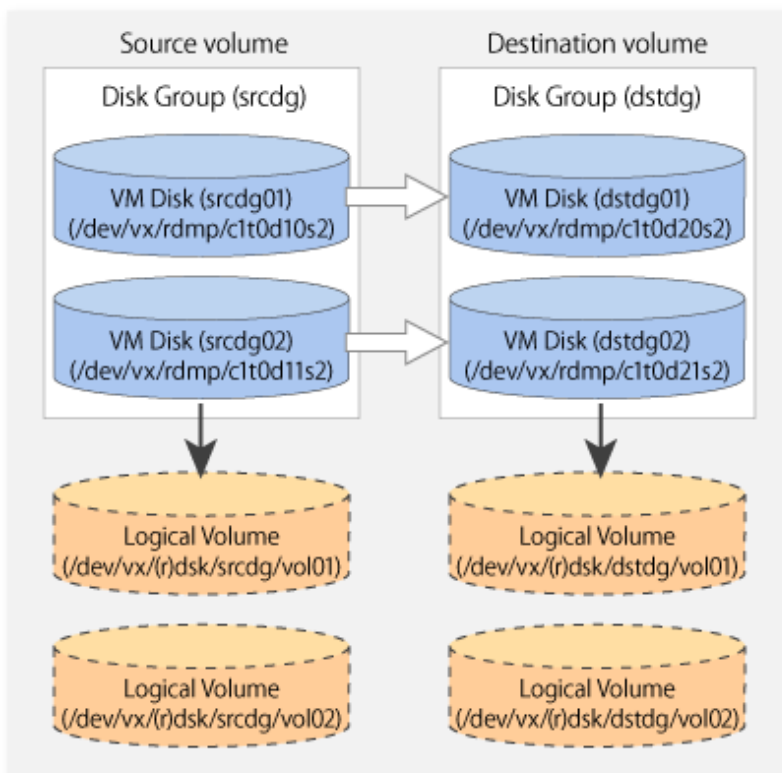 Source volume
Disk Group (srcdg)
VM Disk (srcdg01)
(/dev/vx/rdmp/c1t0d10s2)
VM Disk (srcdg02)
(/dev/vx/rdmp/c1t0d11s2)
Logical Volume
(/dev/vx/(r)dsk/srcdg/vol01)
Logical Volume
(/dev/vx/(r)dsk/srcdg/vol02)
Destination volume
Disk Group (dstdg)
VM Disk (dstdg01)
(/dev/vx/rdmp/c1t0d20s2)
VM Disk (dstdg02)
(/dev/vx/rdmp/c1t0d21s2)
Logical Volume
(/dev/vx/(r)dsk/dstdg/vol01)
Logical Volume
(/dev/vx/(r)dsk/dstdg/vol02)